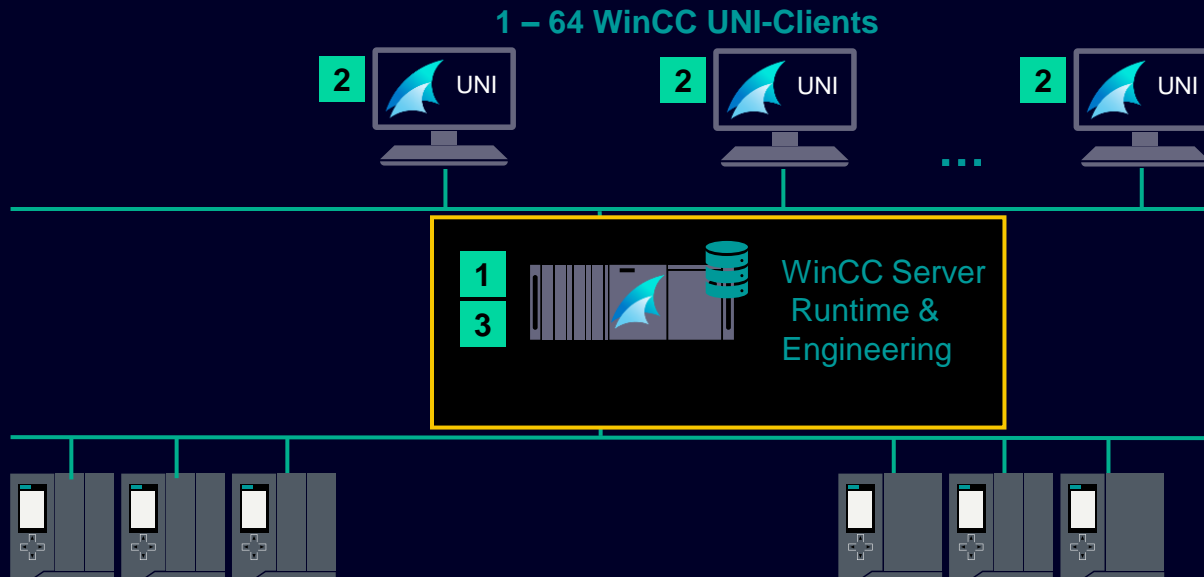 1 – 64 WinCC UNI-Clients
2
UNI
2
UNI
2
UNI
...
1
3
WinCC Server
Runtime &
Engineering